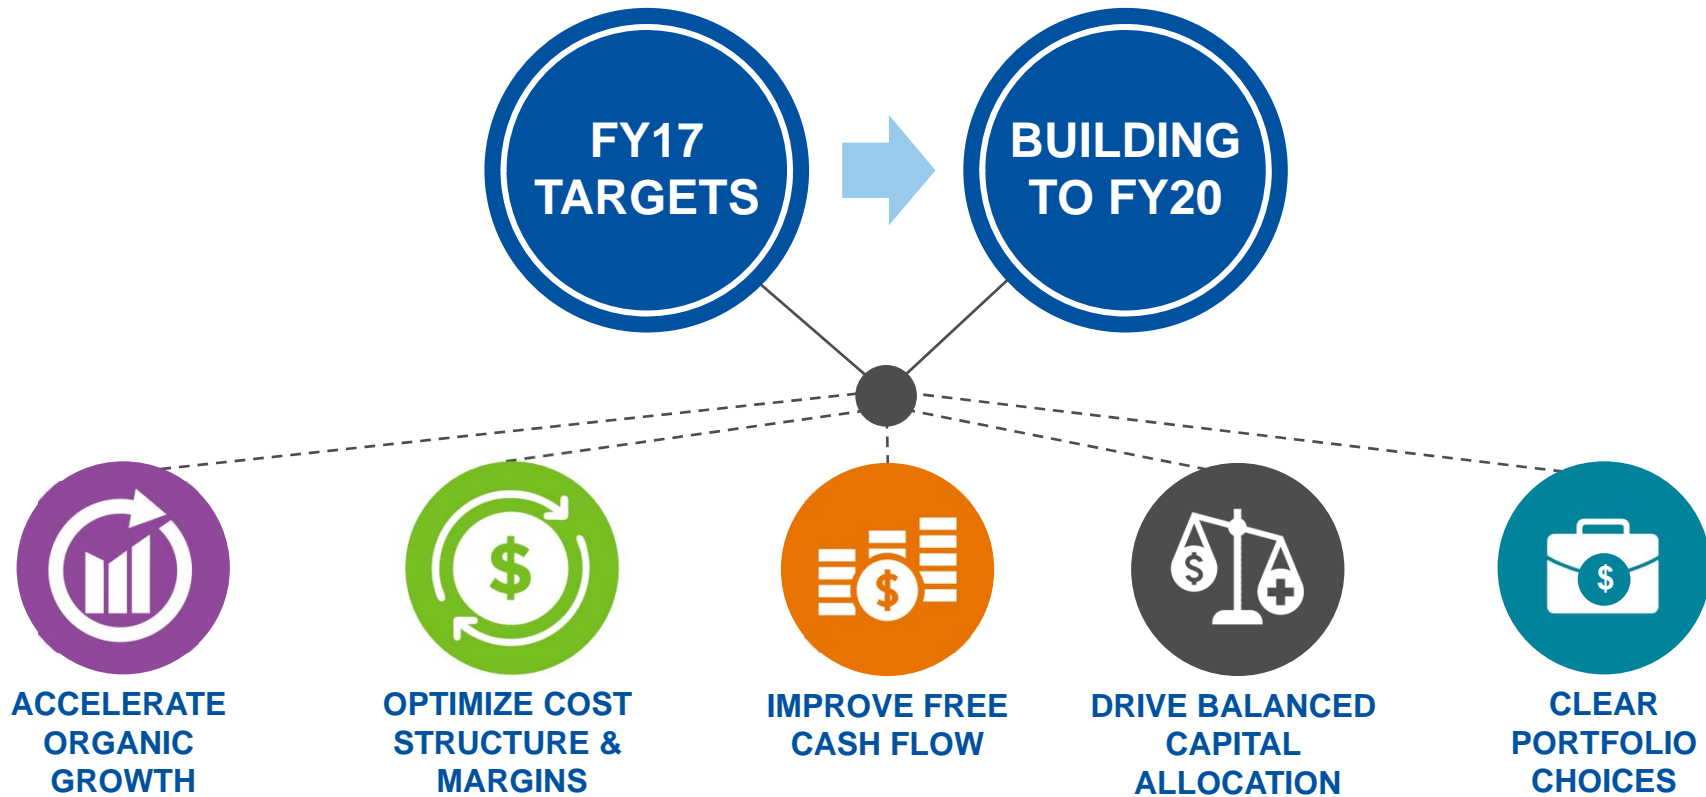 FY17
TARGETS
BUILDING
TO FY20
$
$
$
$
ACCELERATE
ORGANIC
GROWTH
OPTIMIZE COST
STRUCTURE &
MARGINS
IMPROVE FREE
CASH FLOW
DRIVE BALANCED
CAPITAL
ALLOCATION
CLEAR
PORTFOLIO
CHOICES